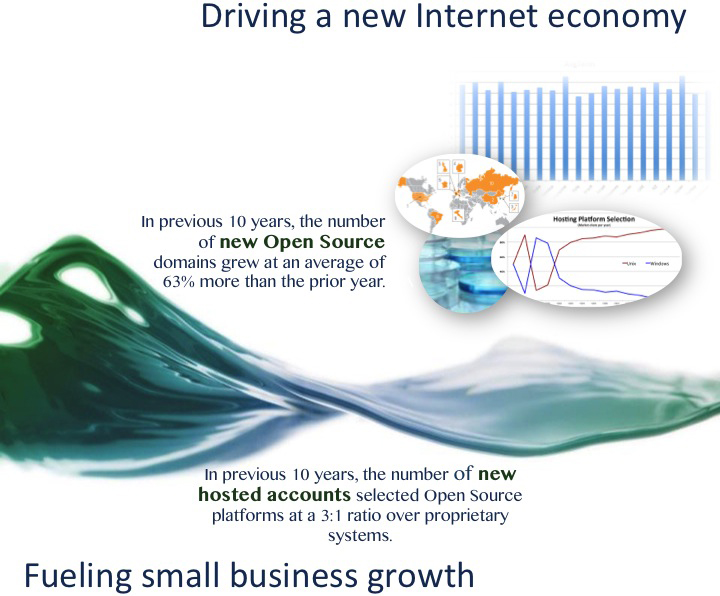 Driving a new Internet economy
Hosting Platform Selection
Unix
Windows
In previous 10 years, the number
of new Open Source
domains grew at an average of
63% more than the prior year.
In previous 10 years, the number of new
hosted accounts selected Open Source
platforms at a 3:1 ratio over proprietary
systems.
Fueling small business growth